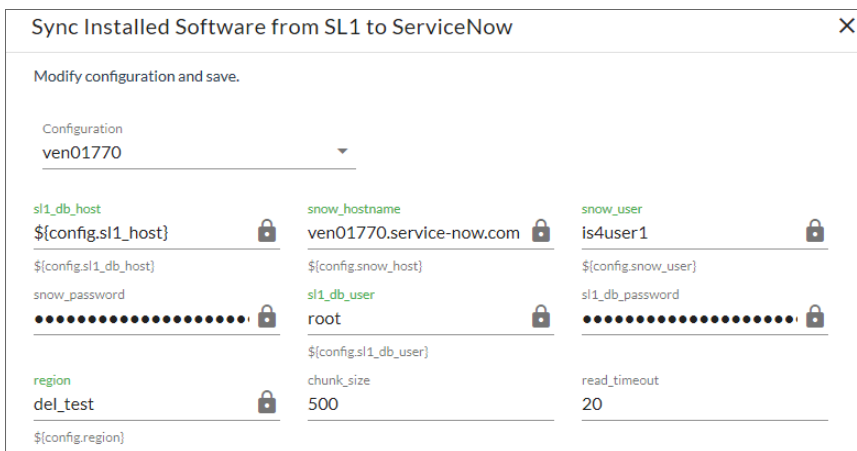 Sync Installed Software from SL1 to ServiceNow
Modify configuration and save.
Configuration
ven01770
sl1_db_host
${config.sl1_host}
${config.sl1_db_host}
snow_hostname
ven01770.service-now.com
${config.snow_host}
snow_user
is4user1
${config.snow_user}
snow_password
••••••••••••••••••••••
sl1_db_user
root
${config.sl1_db_user}
sl1_db_password
••••••••••••••••••••••
region
del_test
${config.region}
chunk_size
500
read_timeout
20